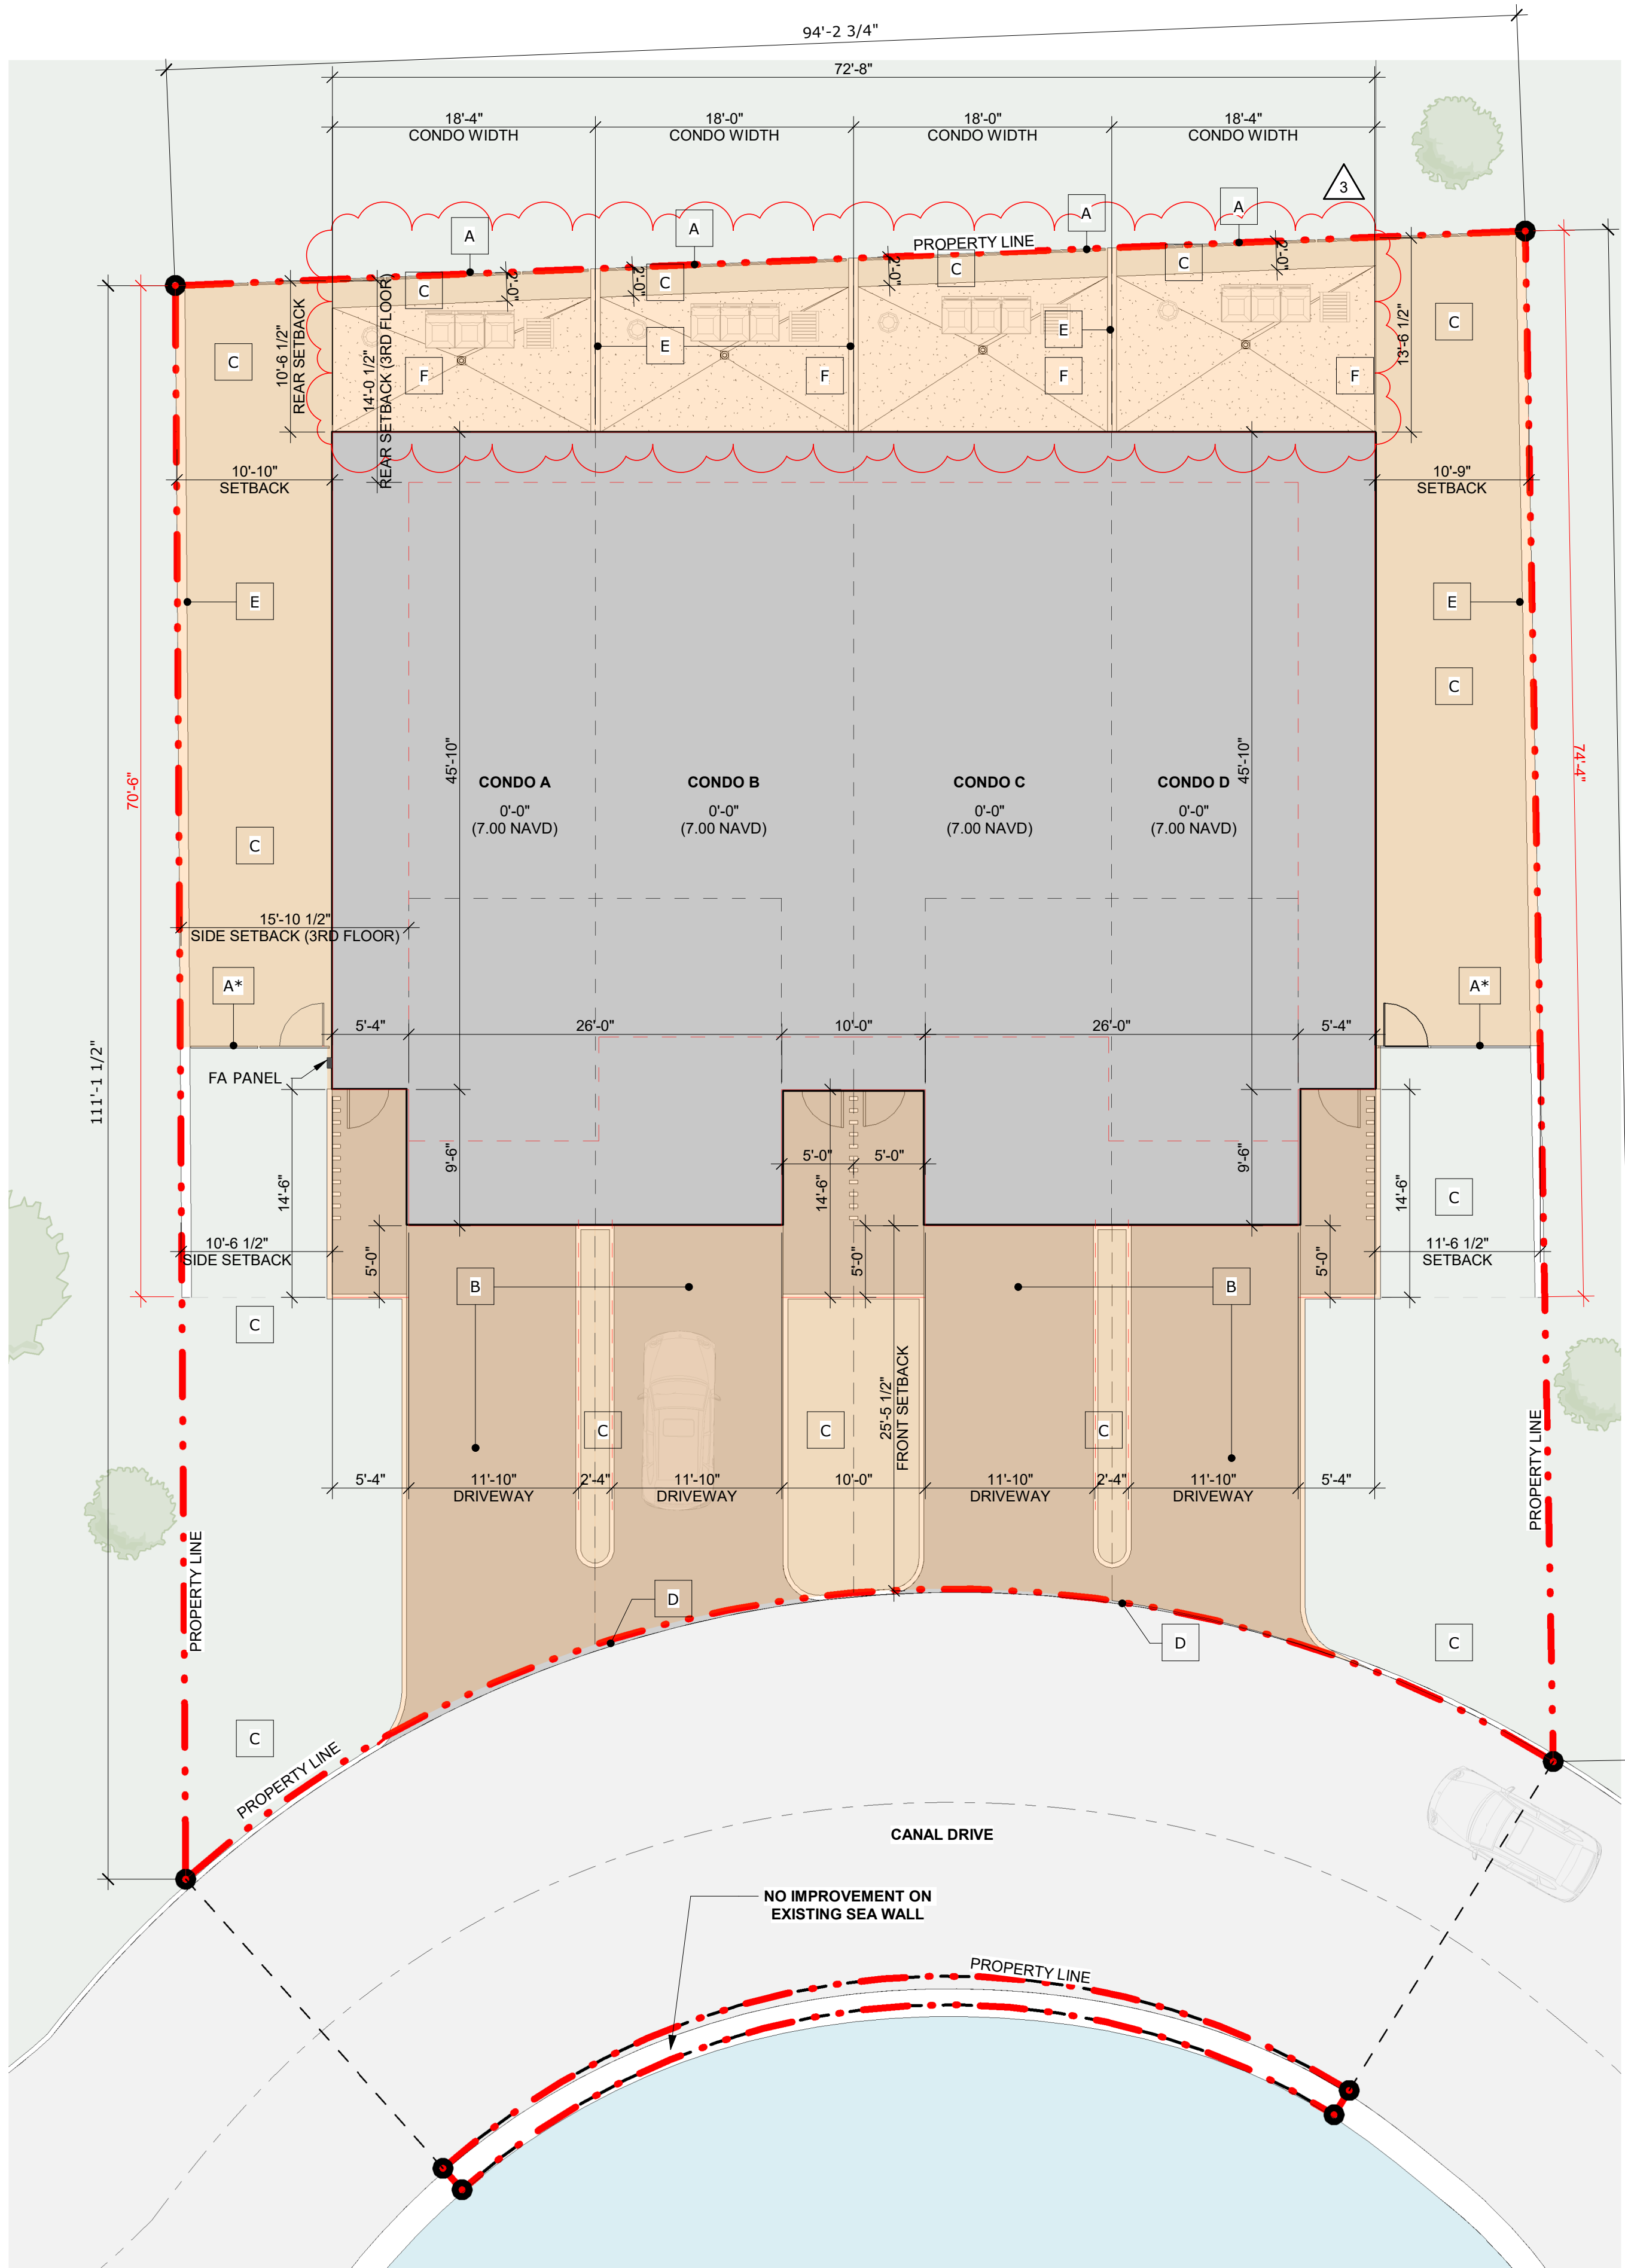 94'-2 3/4"
72'-8"
18'-4"
CONDO WIDTH
18'-0"
CONDO WIDTH
18'-0"
CONDO WIDTH
18'-4"
CONDO WIDTH
3
A
A
A
A
PROPERTY LINE
C
C
C
C
2'-0"
2'-0"
2'-0"
2'-0"
C
C
10'-6 1/2"
REAR SETBACK
14'-0 1/2"
REAR SETBACK (3RD FLOOR)
13'-6 1/2"
E
E
F
F
F
F
10'-10"
SETBACK
10'-9"
SETBACK
E
E
C
45'-10"
45'-10"
70'-6"
74'-4"
CONDO A
0'-0"
(7.00 NAVD)
CONDO B
0'-0"
(7.00 NAVD)
CONDO C
0'-0"
(7.00 NAVD)
CONDO D
0'-0"
(7.00 NAVD)
C
15'-10 1/2"
SIDE SETBACK (3RD FLOOR)
A*
A*
5'-4"
26'-0"
10'-0"
26'-0"
5'-4"
111'-1 1/2"
FA PANEL
9'-6"
9'-6"
5'-0"
5'-0"
14'-6"
14'-6"
14'-6"
C
10'-6 1/2"
SIDE SETBACK
11'-6 1/2"
SETBACK
5'-0"
5'-0"
5'-0"
B
B
C
25'-5 1/2"
FRONT SETBACK
C
C
C
5'-4"
11'-10"
DRIVEWAY
2'-4"
11'-10"
DRIVEWAY
10'-0"
11'-10"
DRIVEWAY
2'-4"
11'-10"
DRIVEWAY
5'-4"
PROPERTY LINE
PROPERTY LINE
D
D
C
C
PROPERTY LINE
CANAL DRIVE
NO IMPROVEMENT ON
EXISTING SEA WALL
PROPERTY LINE